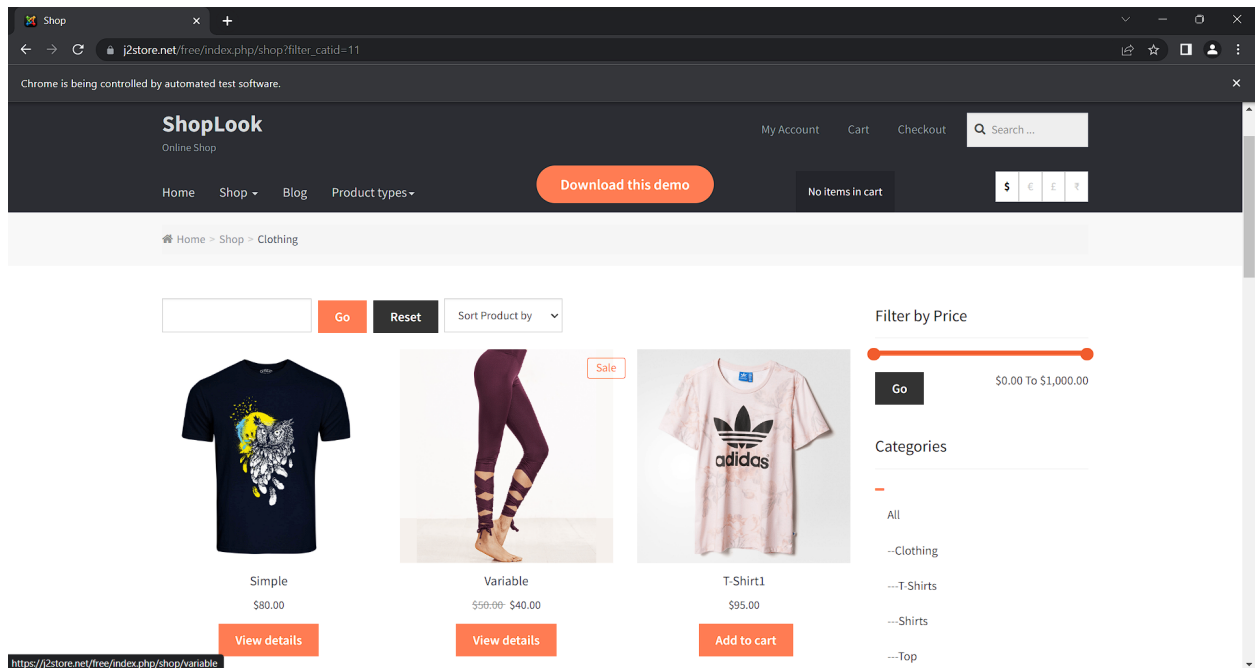 Shop
j2store.net/free/index.php/shop?filter_catid=11
Chrome is being controlled by automated test software.
ShopLook
Online Shop
My Account Cart Checkout Search ...
Home Shop Blog Product types Download this demo No items in cart $ € £ ₹
Home > Shop > Clothing
Go Reset Sort Product by
Filter by Price
Sale
Go $0.00 To $1,000.00
adidas
Categories
All
--Clothing
---T-Shirts
---Shirts
---Top
Simple Variable T-Shirt1
$80.00 $50.00 $40.00 $95.00
View details View details Add to cart
https://j2store.net/free/index.php/shop/variable